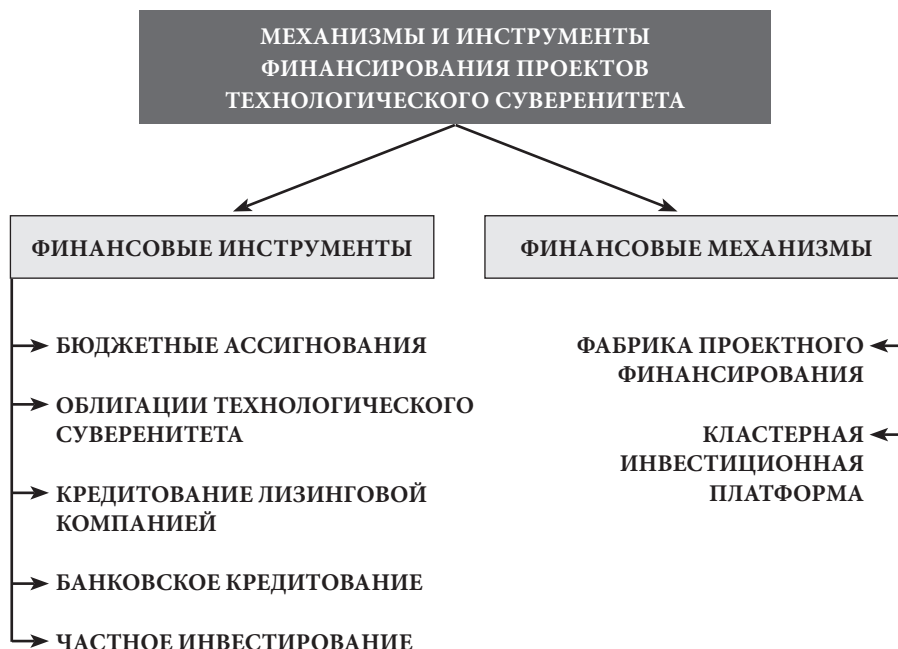 МЕХАНИЗМЫ И ИНСТРУМЕНТЫ
ФИНАНСИРОВАНИЯ ПРОЕКТОВ
ТЕХНОЛОГИЧЕСКОГО СУВЕРЕНИТЕТА
ФИНАНСОВЫЕ ИНСТРУМЕНТЫ
БЮДЖЕТНЫЕ АССИГНОВАНИЯ
ОБЛИГАЦИИ ТЕХНОЛОГИЧЕСКОГО
СУВЕРЕНИТЕТА
КРЕДИТОВАНИЕ ЛИЗИНГОВОЙ
КОМПАНИЕЙ
БАНКОВСКОЕ КРЕДИТОВАНИЕ
ЧАСТНОЕ ИНВЕСТИРОВАНИЕ
ФИНАНСОВЫЕ МЕХАНИЗМЫ
ФАБРИКА ПРОЕКТНОГО
ФИНАНСИРОВАНИЯ
КЛАСТЕРНАЯ
ИНВЕСТИЦИОННАЯ
ПЛАТФОРМА